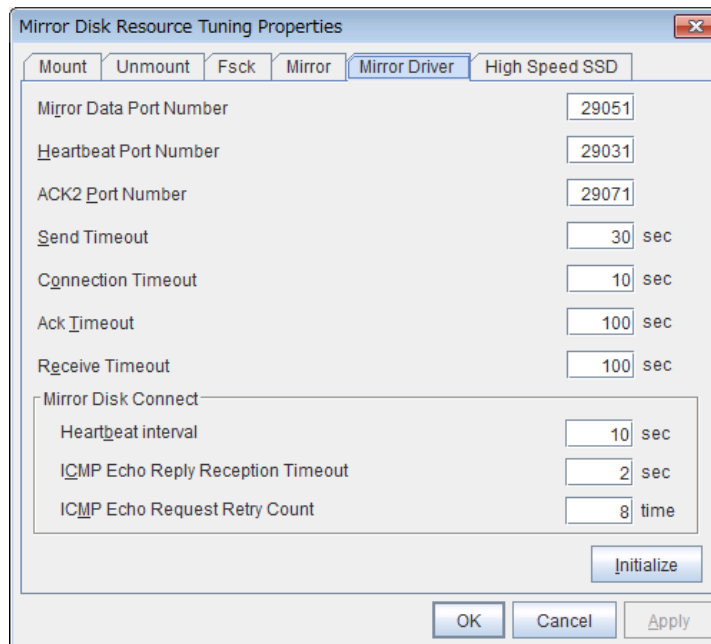 Mirror Disk Resource Tuning Properties
Mount Unmount Fsck Mirror Mirror Driver High Speed SSD
Mirror Data Port Number 29051
Heartbeat Port Number 29031
ACK2 Port Number 29071
Send Timeout 30 sec
Connection Timeout 10 sec
Ack Timeout 100 sec
Receive Timeout 100 sec
Mirror Disk Connect
Heartbeat interval 10 sec
ICMP Echo Reply Reception Timeout 2 sec
ICMP Echo Request Retry Count 8 time
Initialize
OK Cancel Apply